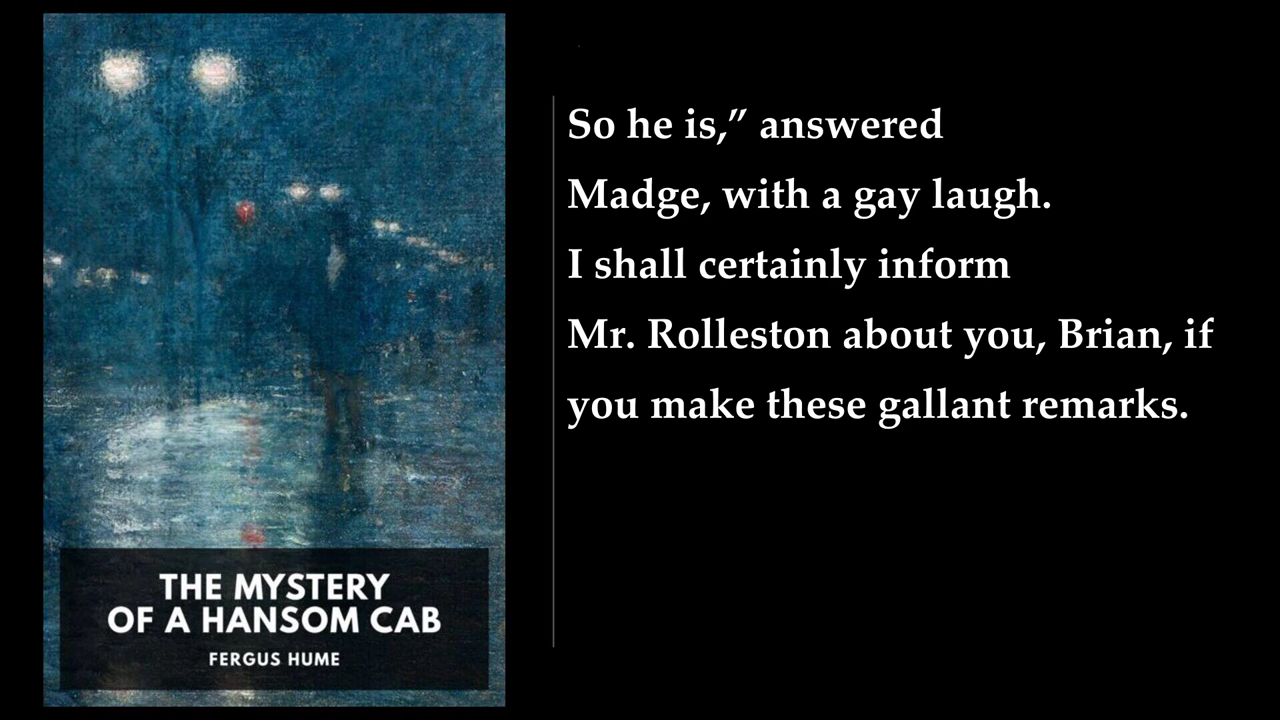 THE MYSTERY
OF A HANSOM CAB
FERGUS HUME
So he is,” answered
Madge, with a gay laugh.
I shall certainly inform
Mr. Rolleston about you, Brian, if
you make these gallant remarks.